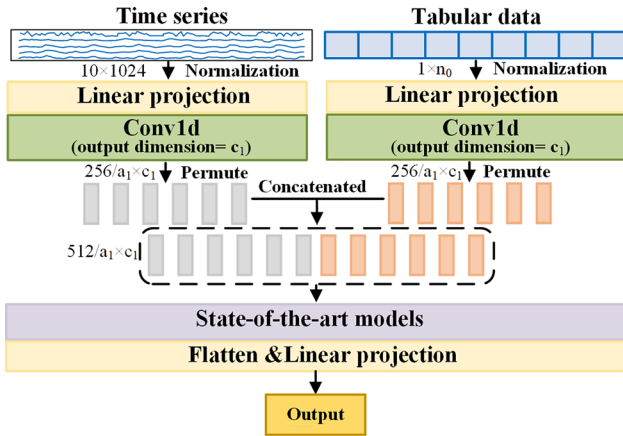 Time series
Tabular data
10×1024
Normalization
1×n₀
Normalization
Linear projection
Linear projection
Conv1d
(output dimension= c₁)
Conv1d
(output dimension= c₁)
256/a₁×c₁
Permute
256/a₁×c₁
Permute
Concatenated
512/a₁×c₁
State-of-the-art models
Flatten &Linear projection
Output